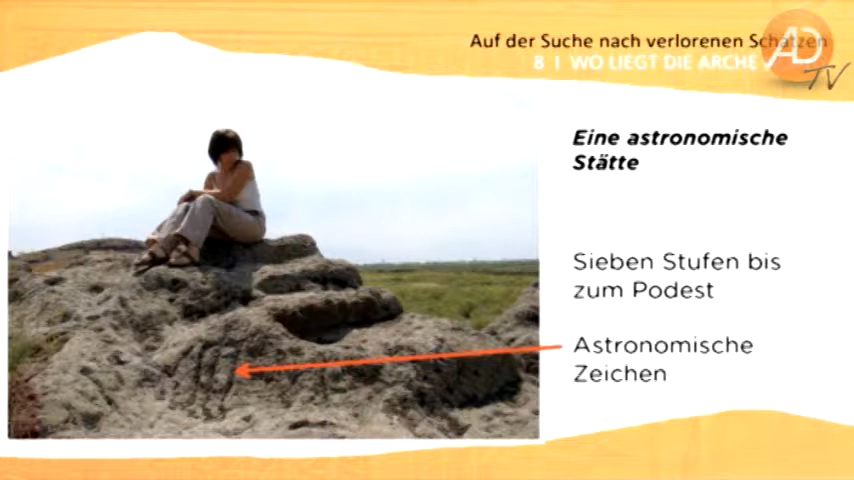 Auf der Suche nach verlorenen Schätzen
8 | WO LIEGT DIE ARCHE
AD
TV
Eine astronomische
Stätte
Sieben Stufen bis
zum Podest
Astronomische
Zeichen